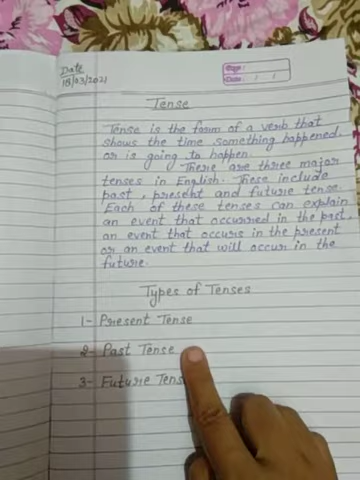 Date
18/03/2021
Page:
Date: / /
Tense
Tense is the form of a verb that
shows the time something happened,
or is going to happen.
There are three major
tenses in English. These include
past, present and future tense.
Each of these tenses can explain
an event that occurred in the past,
an event that occurs in the present
or an event that will occur in the
future.
Types of Tenses
1- Present Tense
2- Past Tense
3- Future Tens